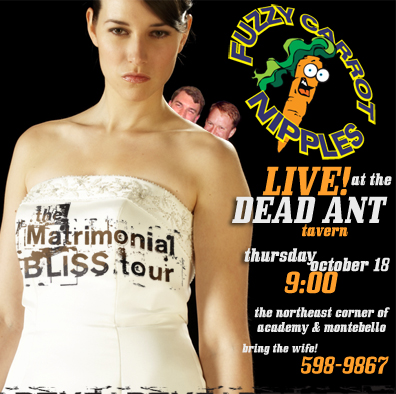 FUZZY CARROT
NIPPLES
LIVE! at the
DEAD ANT
tavern
the
Matrimonial
BLISS tour
thursday
october 18
9:00
the northeast corner of
academy & montebello
bring the wife!
598-9867